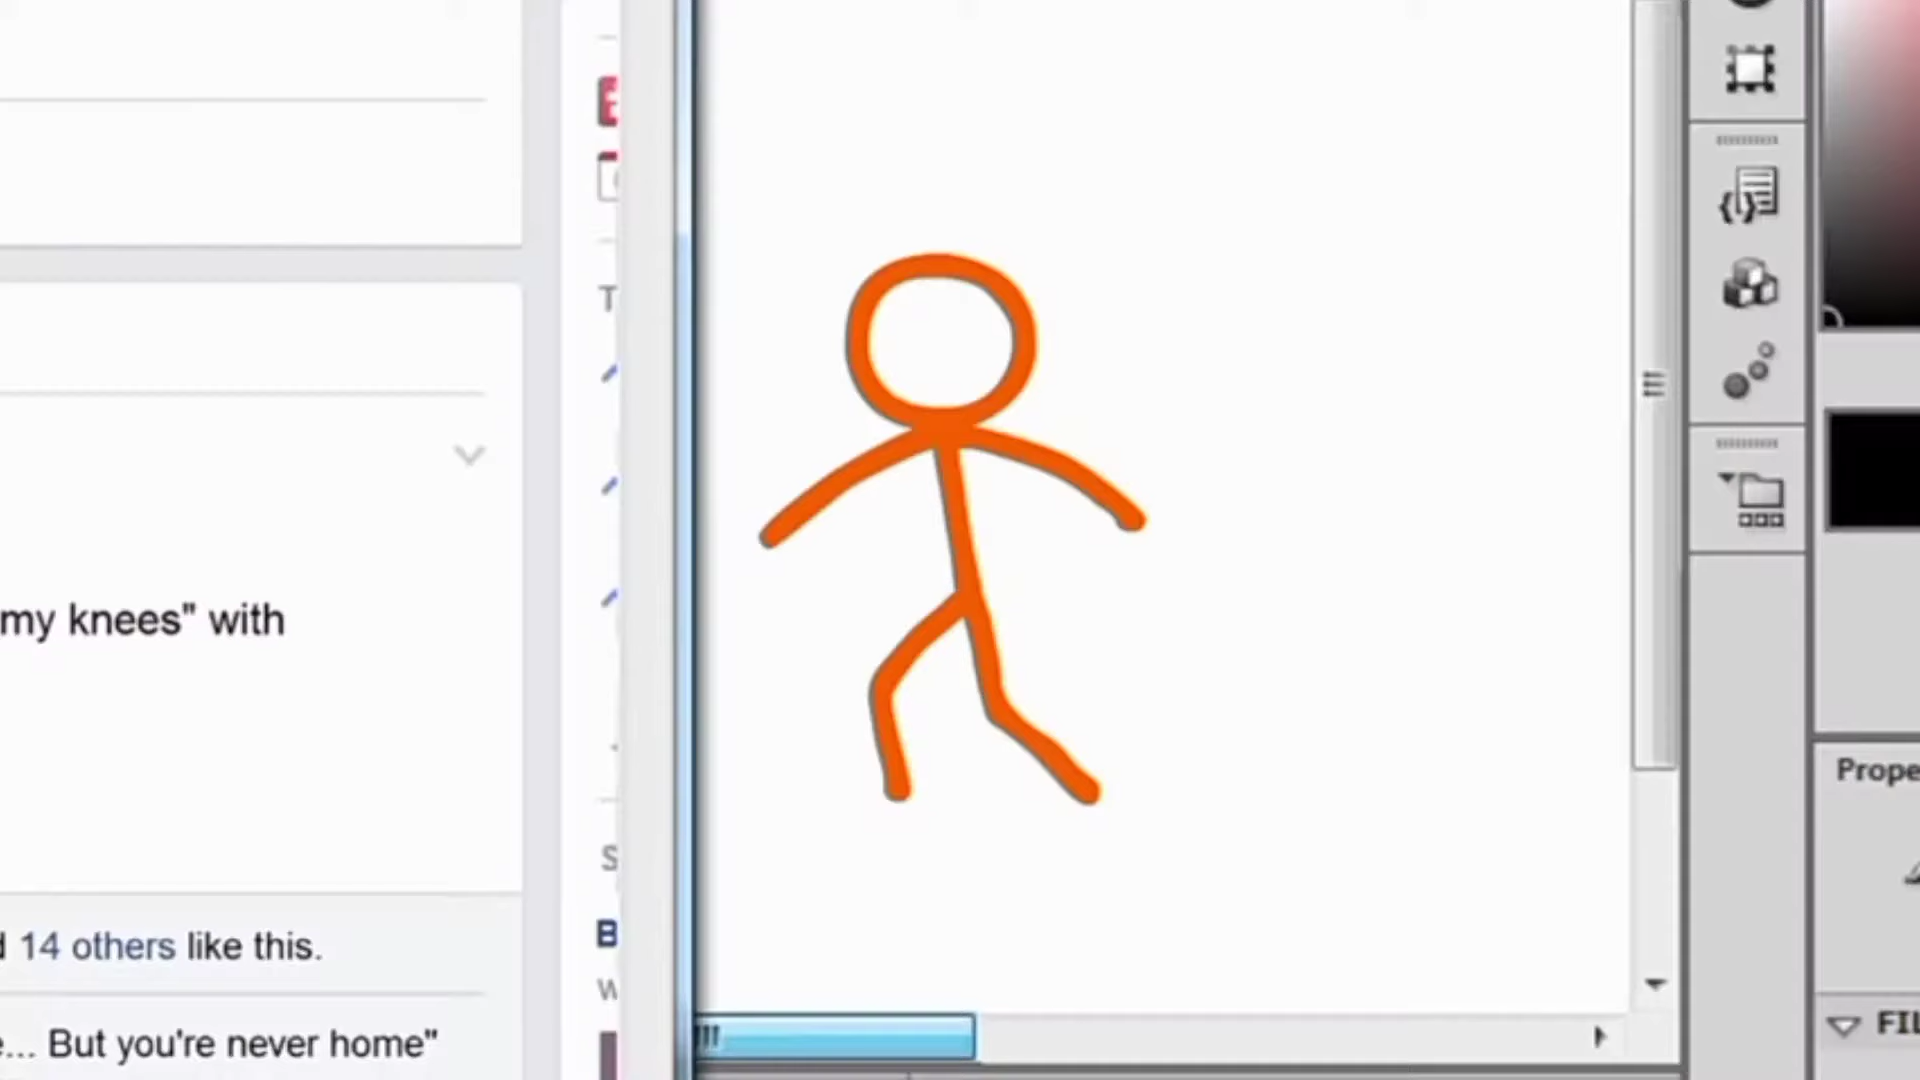 my knees" with
14 others like this.
... But you're never home"
T
S
B
W
Prope
FIL